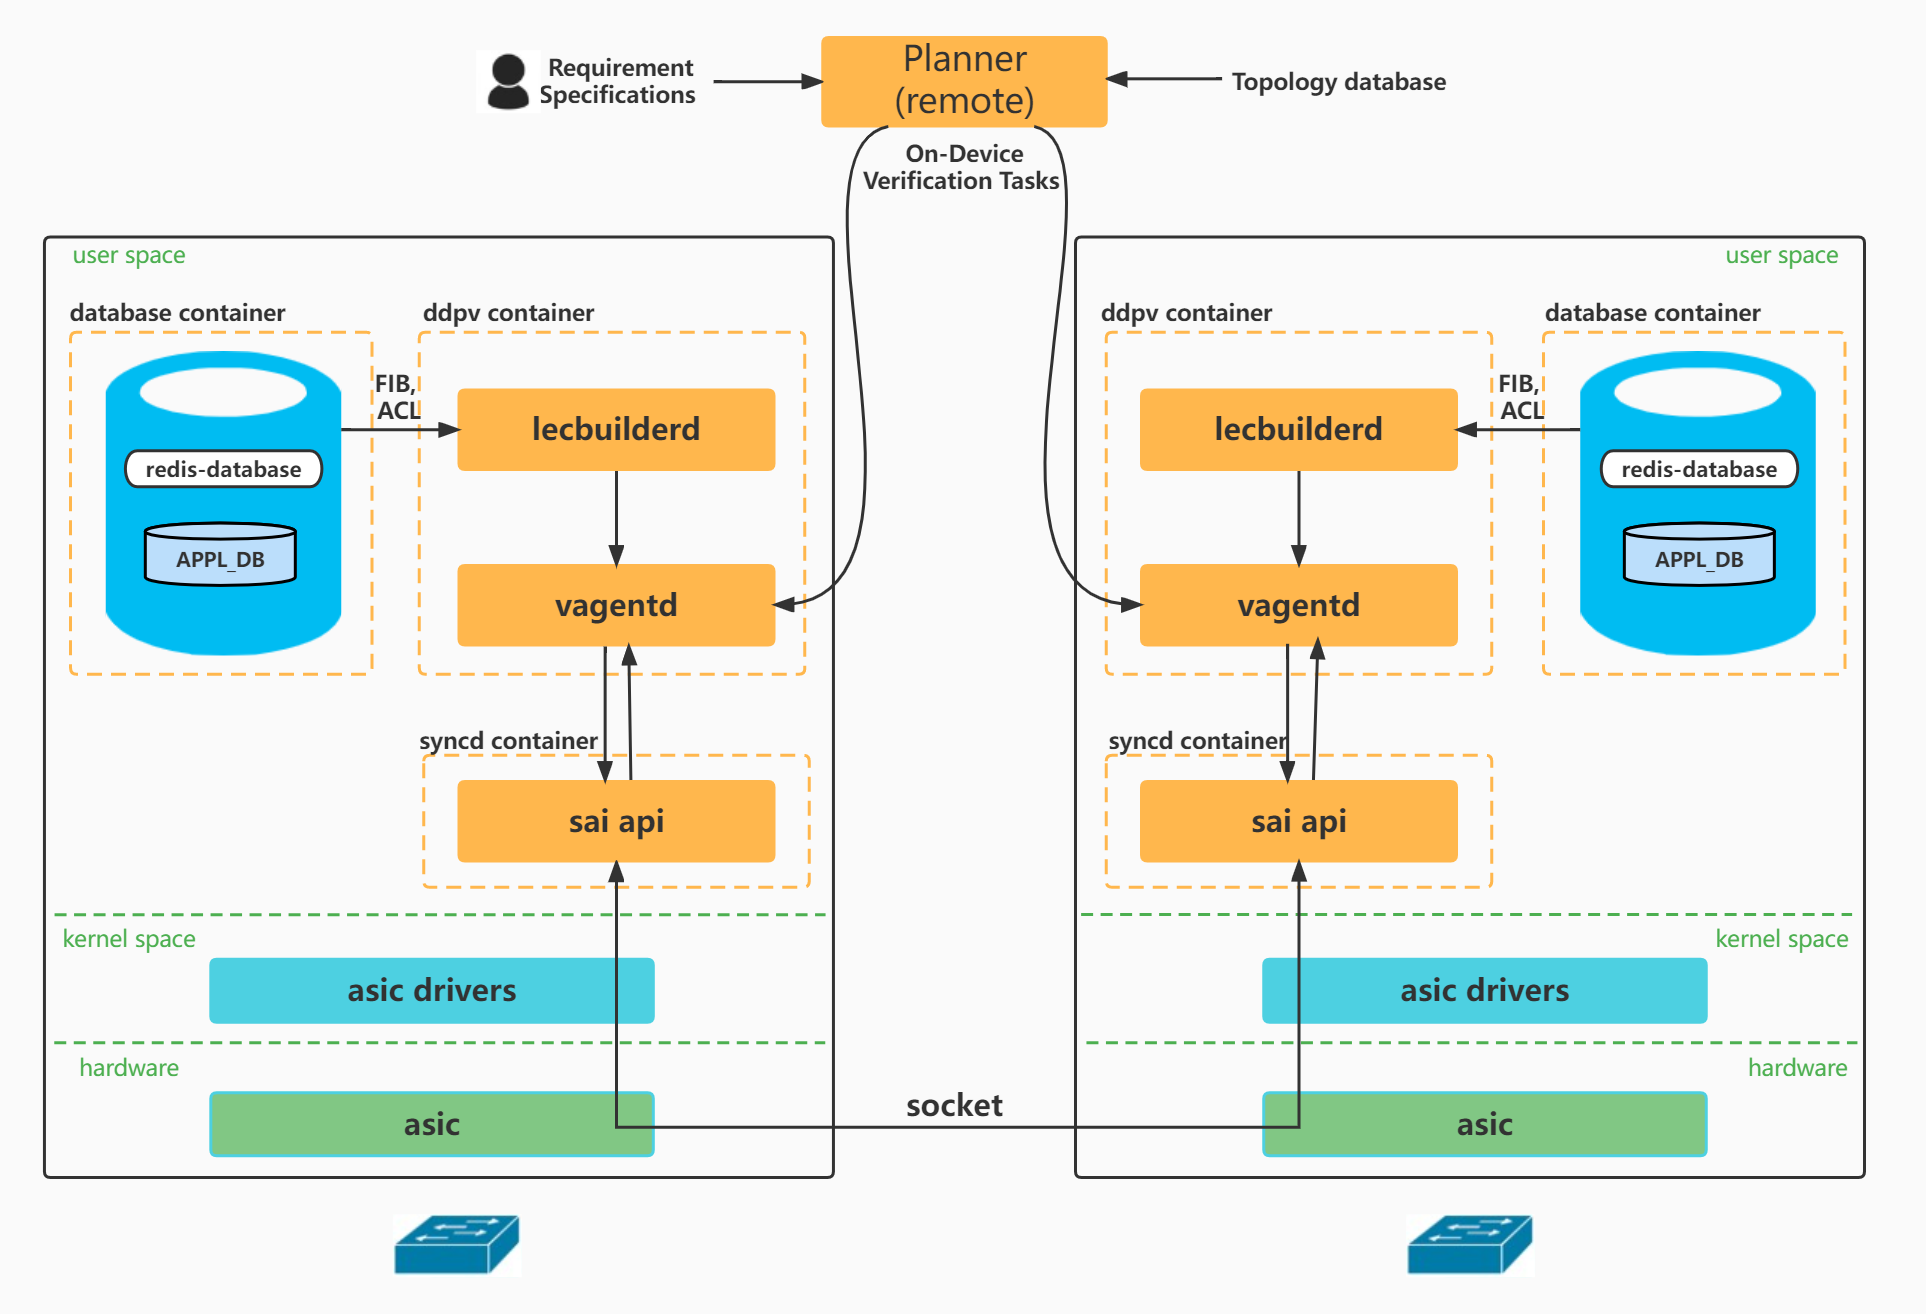 Requirement
Specifications
Planner
(remote)
Topology database
On-Device
Verification Tasks
user space
database container
ddpv container
FIB,
ACL
redis-database
APPL_DB
lecbuilderd
vagentd
syncd container
sai api
kernel space
asic drivers
hardware
asic
socket
user space
ddpv container
database container
lecbuilderd
FIB,
ACL
redis-database
APPL_DB
vagentd
syncd container
sai api
kernel space
asic drivers
hardware
asic